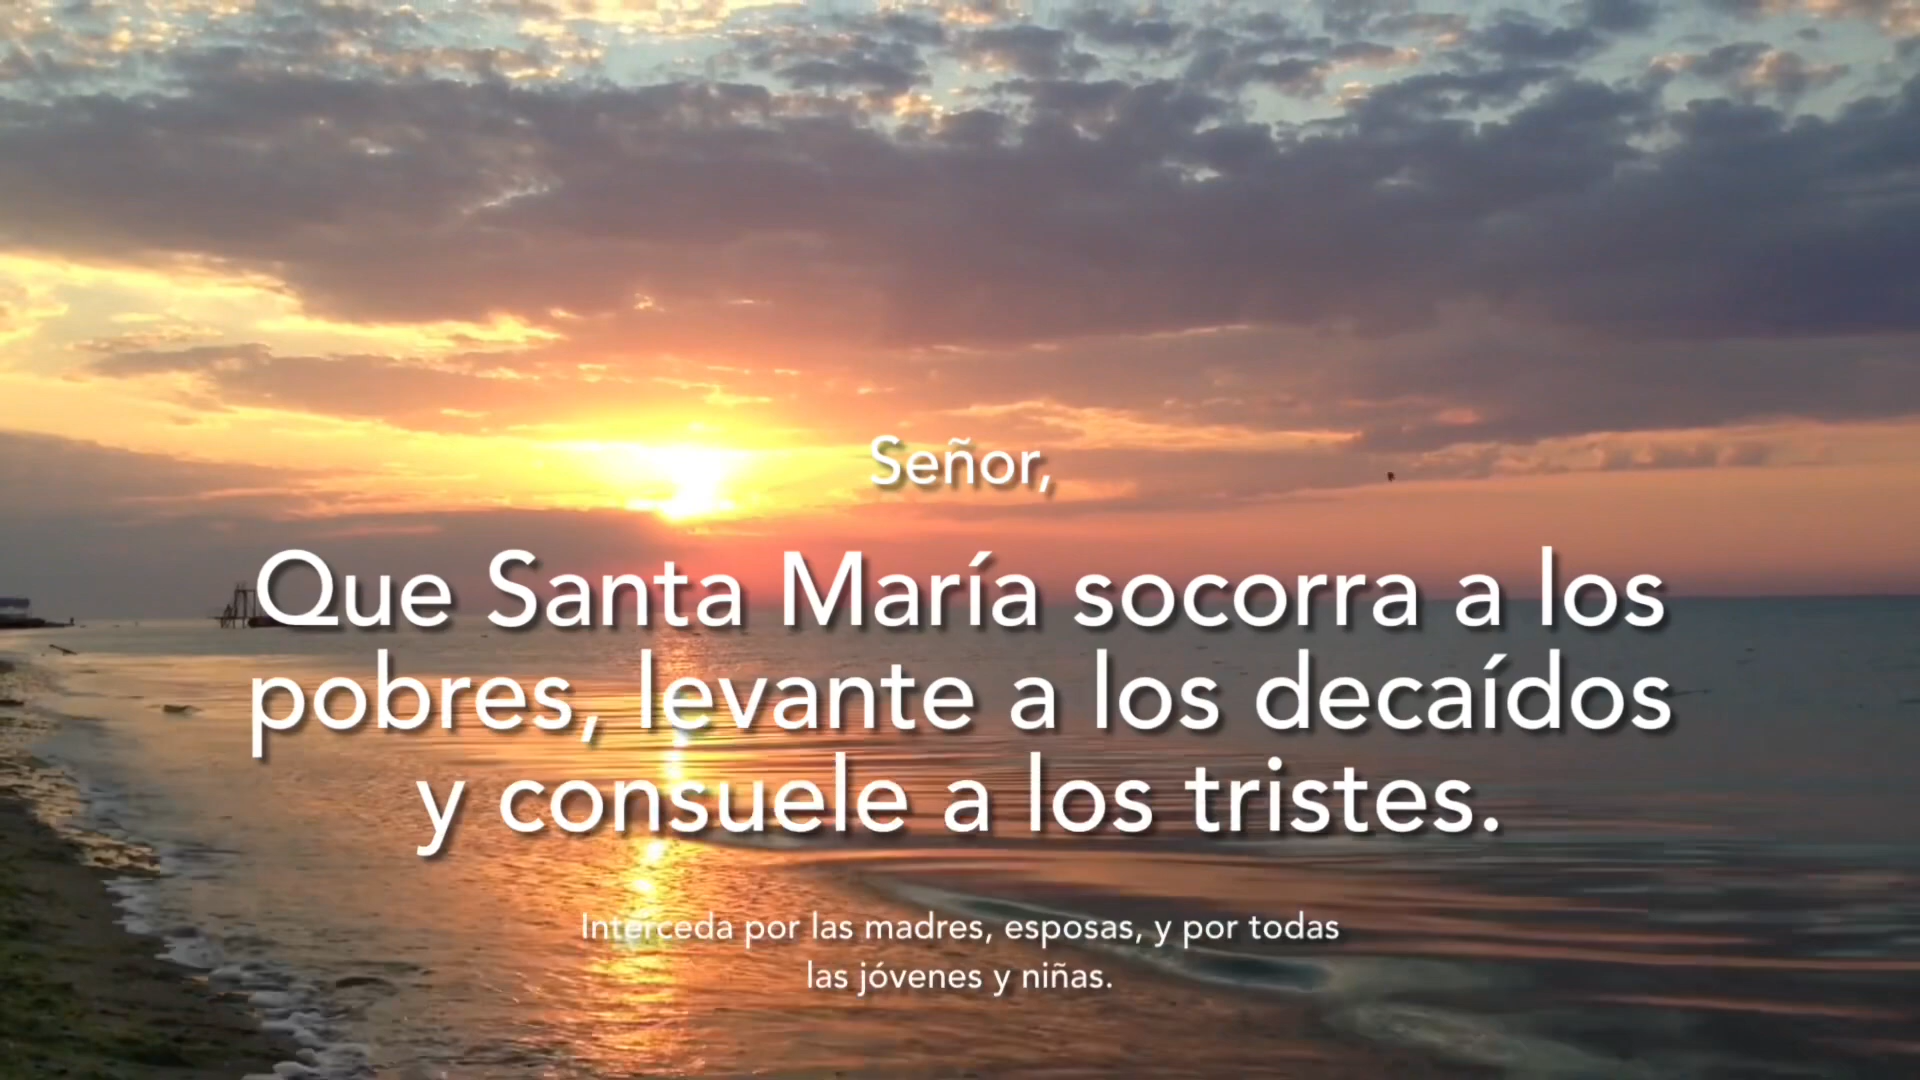 Señor,
Que Santa María socorra a los
pobres, levante a los decaídos
y consuele a los tristes.
Interceda por las madres, esposas, y por todas
las jóvenes y niñas.